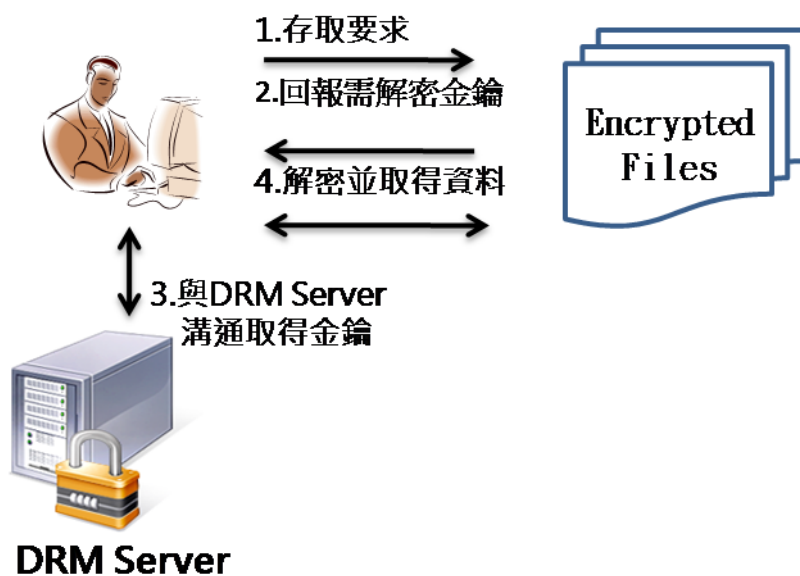 1.存取要求
2.回報需解密金鑰
Encrypted
Files
4.解密並取得資料
3.與DRM Server
溝通取得金鑰
DRM Server